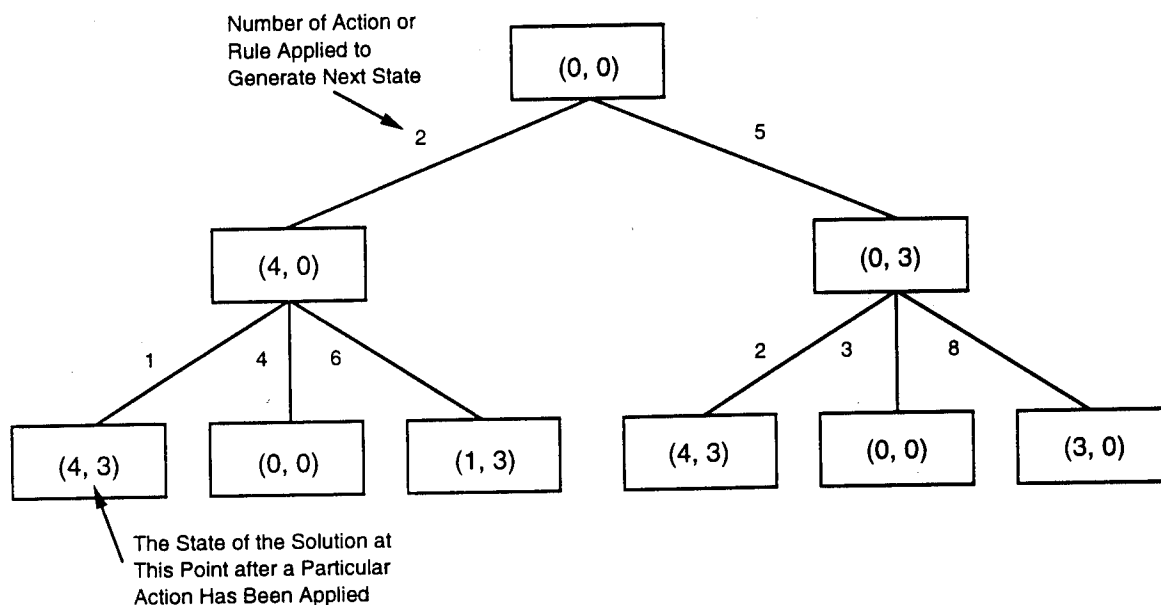 Number of Action or
Rule Applied to
Generate Next State
(0, 0)
2
5
(4, 0)
(0, 3)
1
4
6
2
3
8
(4, 3)
(0, 0)
(1, 3)
(4, 3)
(0, 0)
(3, 0)
The State of the Solution at
This Point after a Particular
Action Has Been Applied